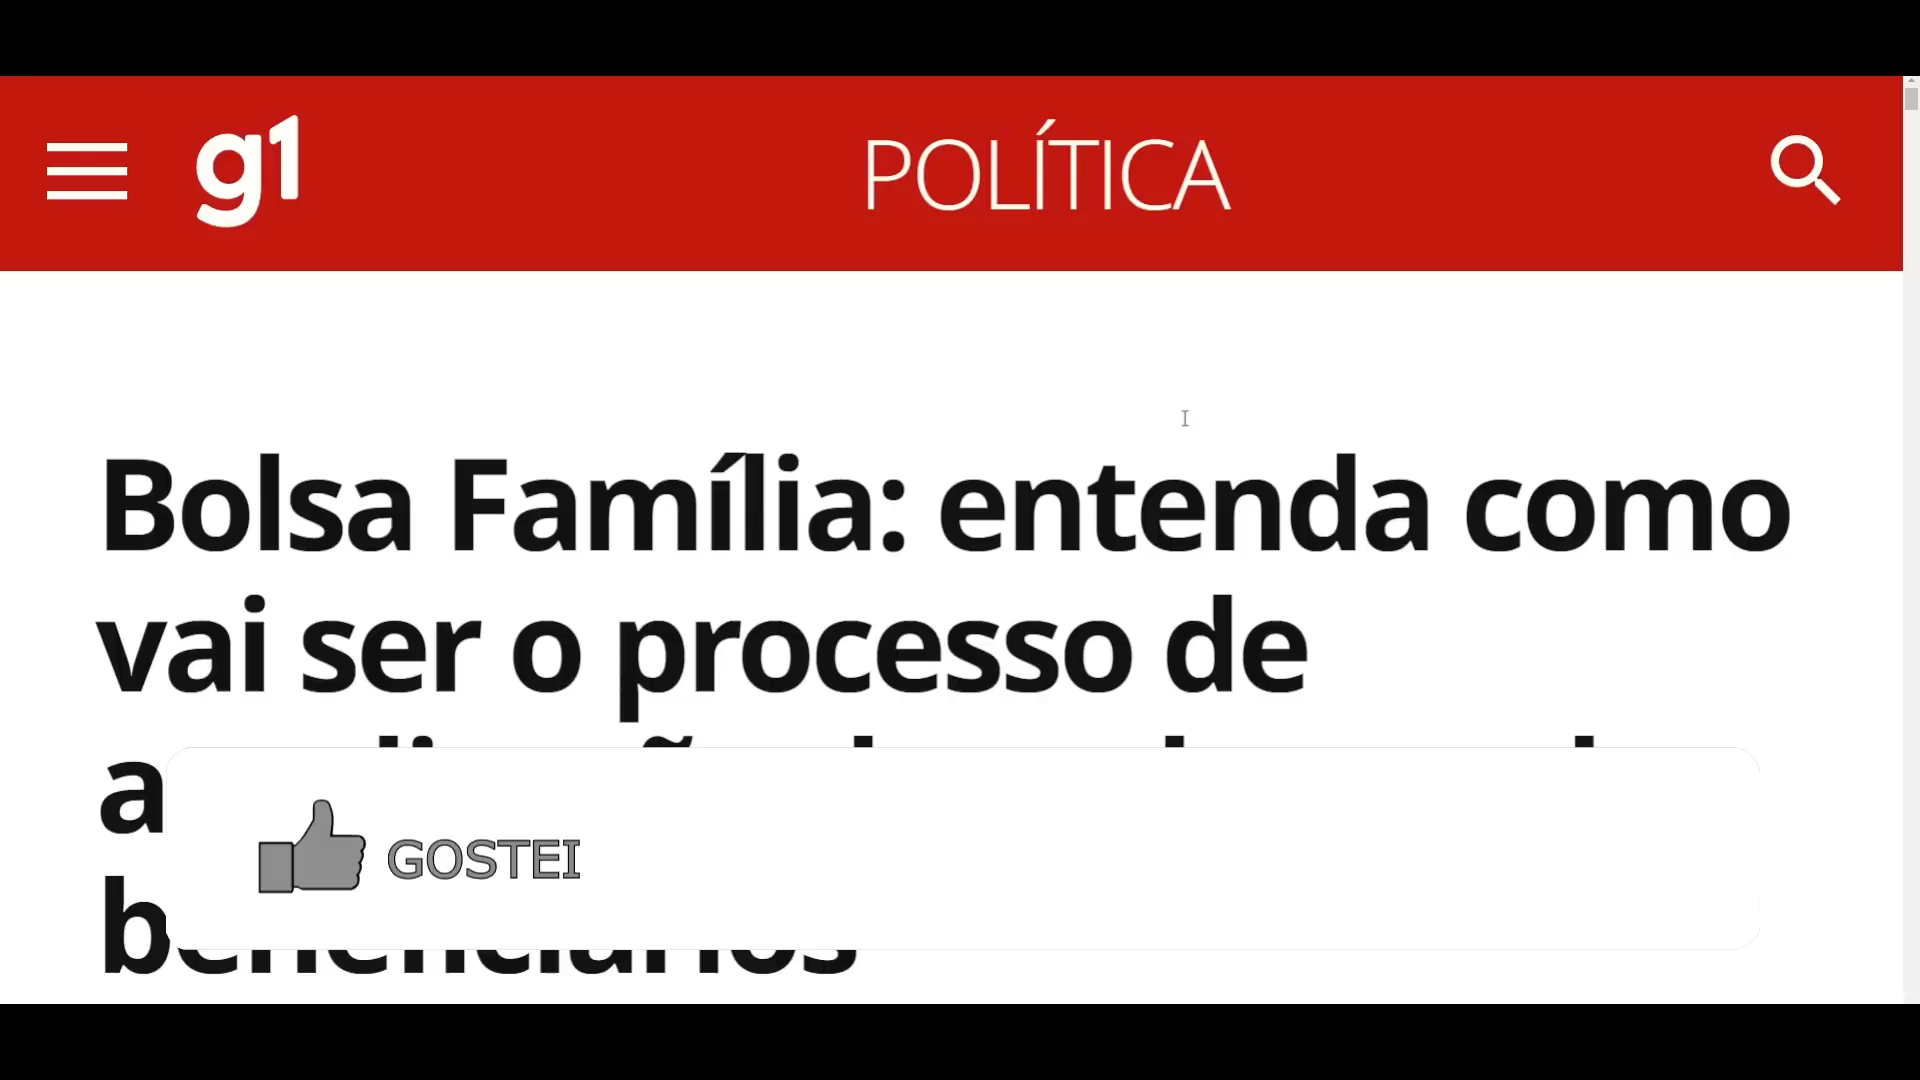 g1
POLÍTICA
Bolsa Família: entenda como
vai ser o processo de
GOSTEI